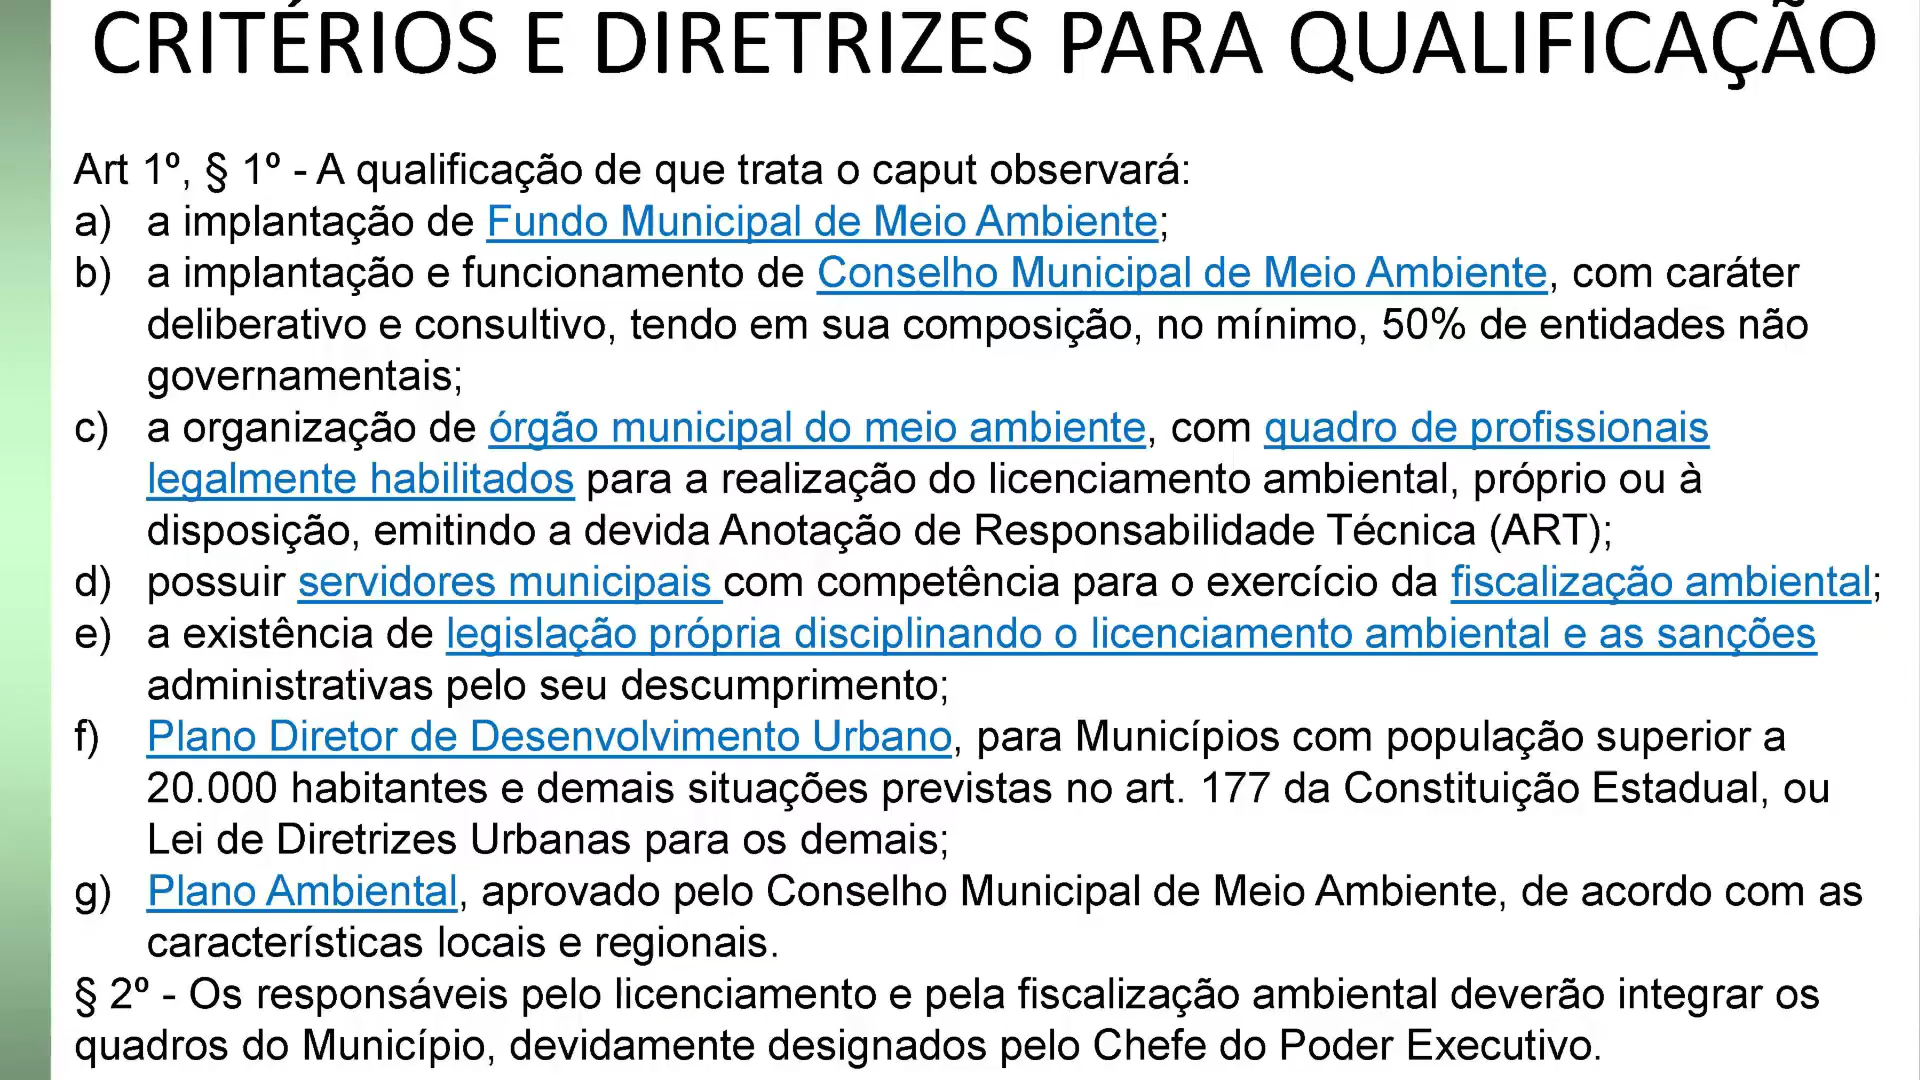 CRITÉRIOS E DIRETRIZES PARA QUALIFICAÇÃO
Art 1º, § 1º - A qualificação de que trata o caput observará:
a) a implantação de Fundo Municipal de Meio Ambiente;
b) a implantação e funcionamento de Conselho Municipal de Meio Ambiente, com caráter
deliberativo e consultivo, tendo em sua composição, no mínimo, 50% de entidades não
governamentais;
c) a organização de órgão municipal do meio ambiente, com quadro de profissionais
legalmente habilitados para a realização do licenciamento ambiental, próprio ou à
disposição, emitindo a devida Anotação de Responsabilidade Técnica (ART);
d) possuir servidores municipais com competência para o exercício da fiscalização ambiental;
e) a existência de legislação própria disciplinando o licenciamento ambiental e as sanções
administrativas pelo seu descumprimento;
f) Plano Diretor de Desenvolvimento Urbano, para Municípios com população superior a
20.000 habitantes e demais situações previstas no art. 177 da Constituição Estadual, ou
Lei de Diretrizes Urbanas para os demais;
g) Plano Ambiental, aprovado pelo Conselho Municipal de Meio Ambiente, de acordo com as
características locais e regionais.
§ 2º - Os responsáveis pelo licenciamento e pela fiscalização ambiental deverão integrar os
quadros do Município, devidamente designados pelo Chefe do Poder Executivo.